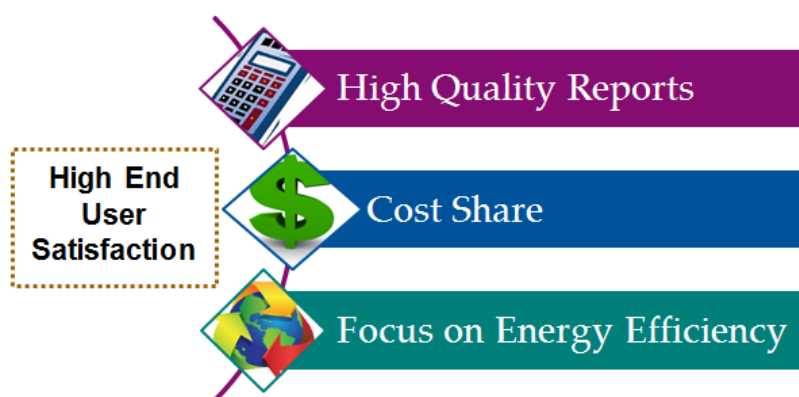 High End
User
Satisfaction
High Quality Reports
Cost Share
Focus on Energy Efficiency